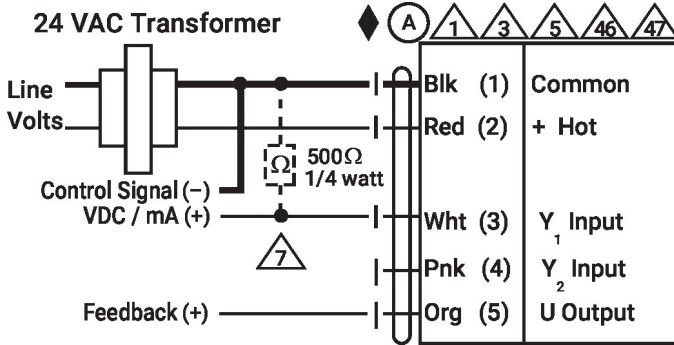 24 VAC Transformer
A 1 3 5 46 47
Line
Volts
Blk (1) Common
Red (2) + Hot
Ω 500Ω
1/4 watt
Control Signal (−)
VDC / mA (+)
7
Wht (3) Y1 Input
Pnk (4) Y2 Input
Feedback (+)
Org (5) U Output